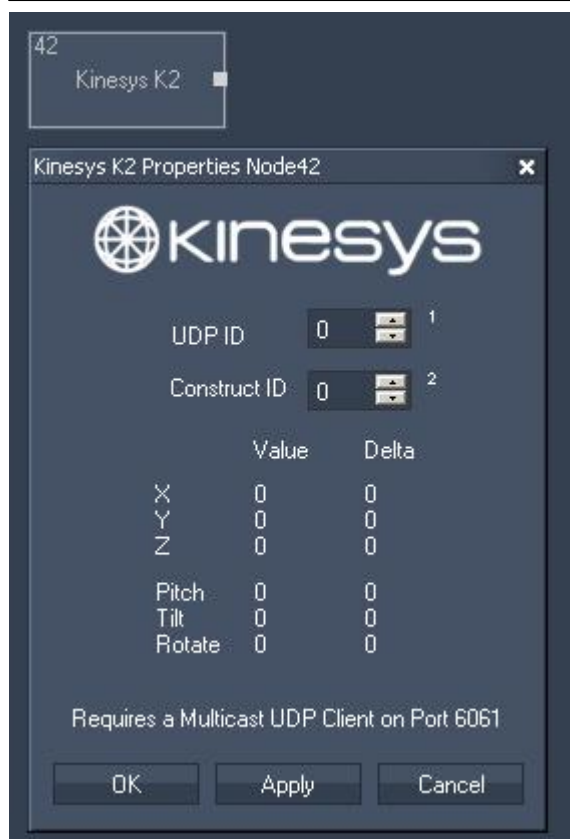 42
Kinesys K2
Kinesys K2 Properties Node42
kinesys
UDP ID 0 1
Construct ID 0 2
Value Delta
X 0 0
Y 0 0
Z 0 0
Pitch 0 0
Tilt 0 0
Rotate 0 0
Requires a Multicast UDP Client on Port 6061
OK Apply Cancel